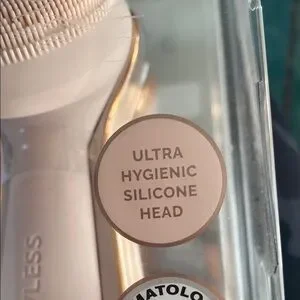 ULTRA
HYGIENIC
SILICONE
HEAD